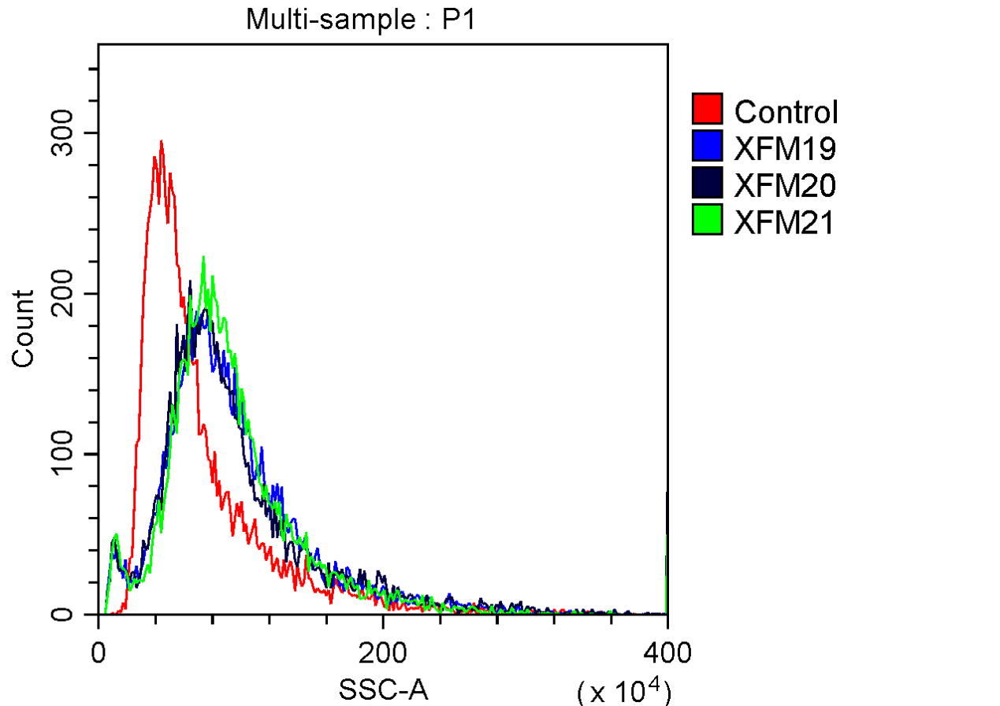 Multi-sample : P1
Control
XFM19
XFM20
XFM21
300
200
100
0
Count
0 200 400
SSC-A (x 10⁴)